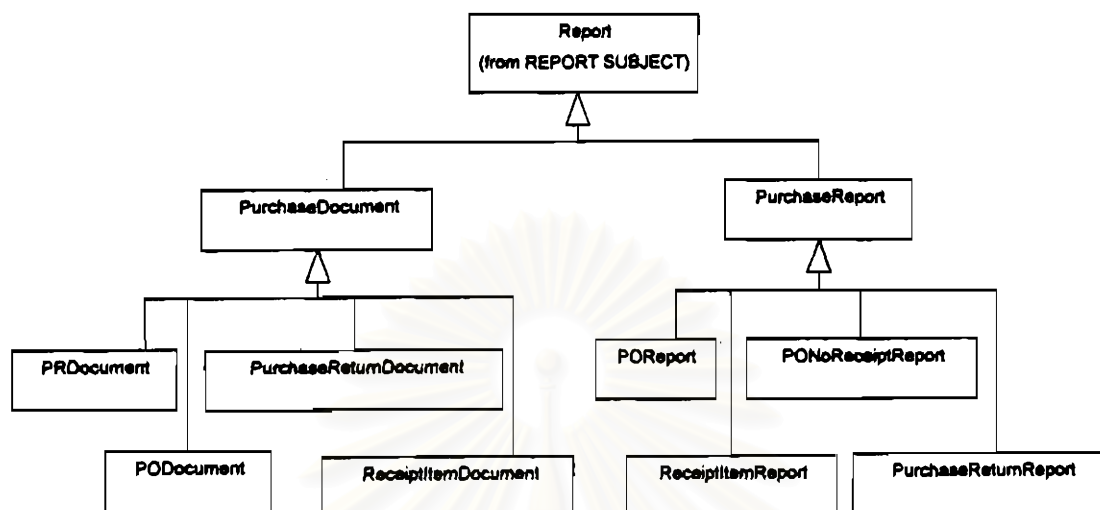 Report
(from REPORT SUBJECT)
PurchaseDocument
PurchaseReport
PRDocument
PurchaseReturnDocument
POReport
PONoReceiptReport
PODocument
ReceiptItemDocument
ReceiptItemReport
PurchaseReturnReport